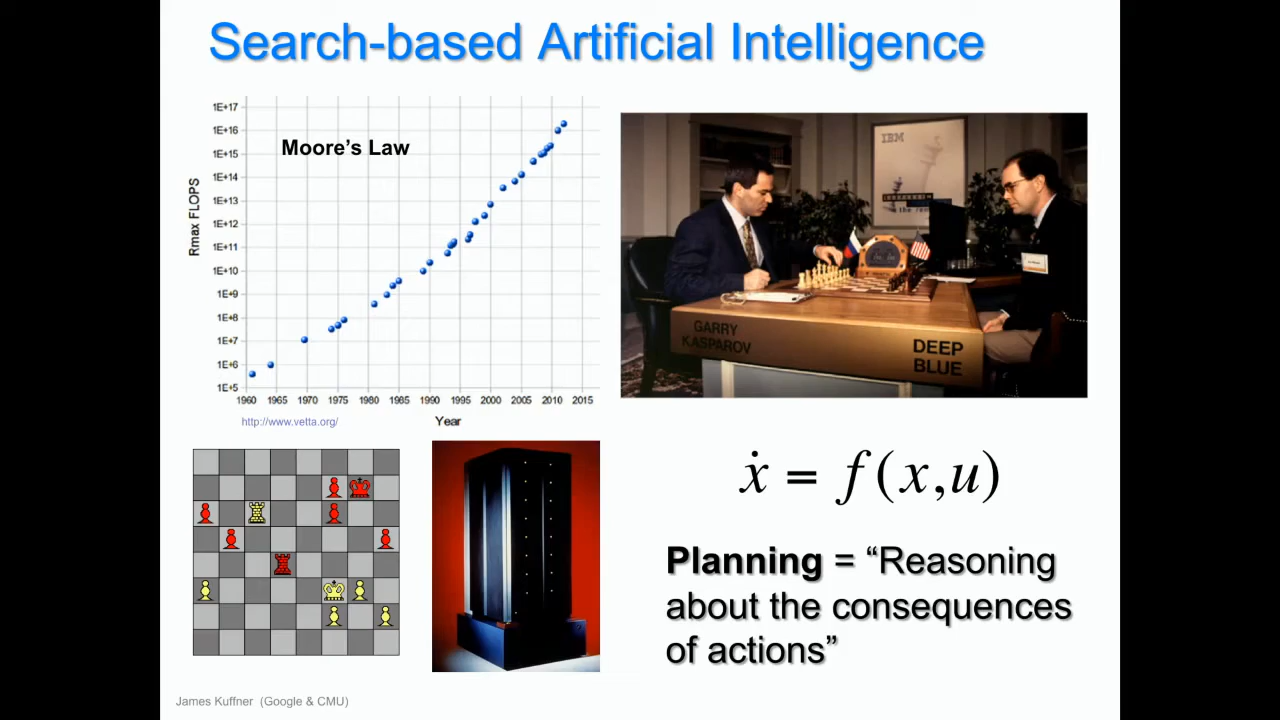 Search-based Artificial Intelligence
1E+17
1E+16
1E+15
1E+14
1E+13
1E+12
1E+11
1E+10
1E+9
1E+8
1E+7
1E+6
1E+5
Moore’s Law
Rmax FLOPS
1960 1965 1970 1975 1980 1985 1990 1995 2000 2005 2010 2015
http://www.vetta.org/
Year
IBM
GARRY
KASPAROV
DEEP
BLUE
ẋ = f(x,u)
Planning = “Reasoning
about the consequences
of actions”
James Kuffner (Google & CMU)